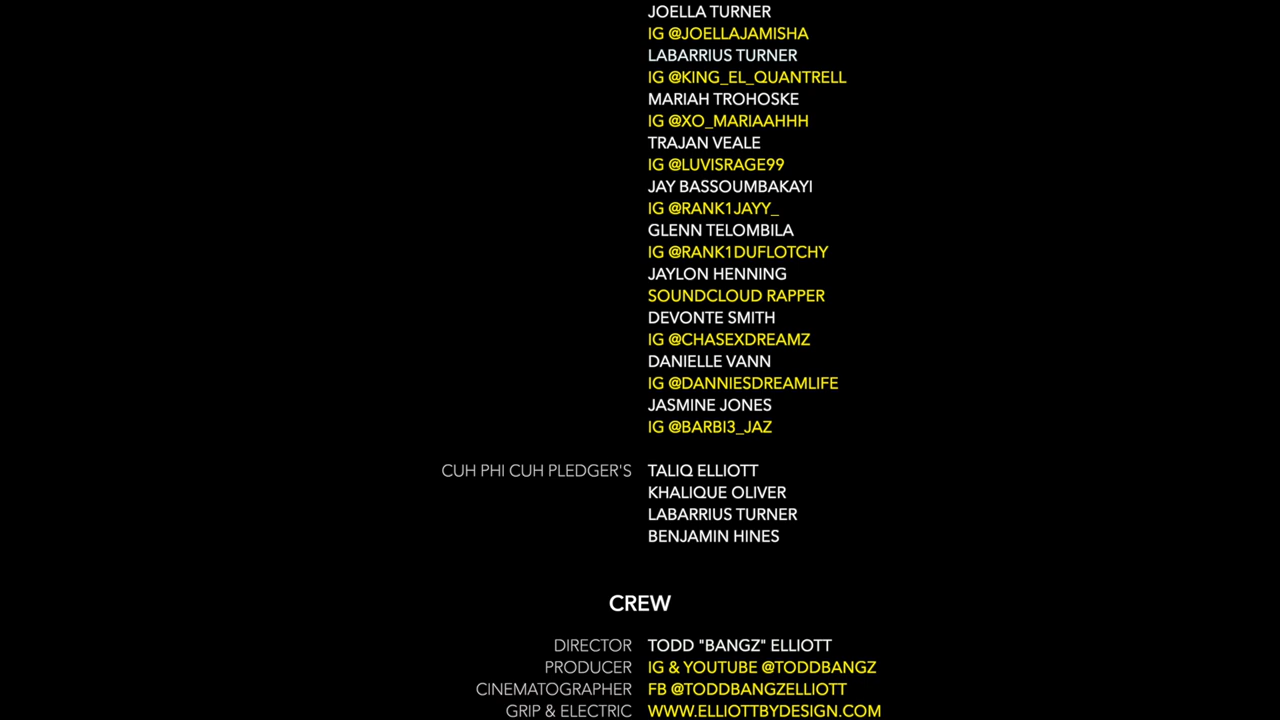 JOELLA TURNER
IG @JOELLAJAMISHA
LABARRIUS TURNER
IG @KING_EL_QUANTRELL
MARIAH TROHOSKE
IG @XO_MARIAAHHH
TRAJAN VEALE
IG @LUVISRAGE99
JAY BASSOUMBAKAYI
IG @RANK1JAYY_
GLENN TELOMBILA
IG @RANK1DUFLOTCHY
JAYLON HENNING
SOUNDCLOUD RAPPER
DEVONTE SMITH
IG @CHASEXDREAMZ
DANIELLE VANN
IG @DANNIESDREAMLIFE
JASMINE JONES
IG @BARBI3_JAZ
CUH PHI CUH PLEDGER'S TALIQ ELLIOTT
KHALIQUE OLIVER
LABARRIUS TURNER
BENJAMIN HINES
CREW
DIRECTOR TODD "BANGZ" ELLIOTT
PRODUCER IG & YOUTUBE @TODDBANGZ
CINEMATOGRAPHER FB @TODDBANGZELLIOTT
GRIP & ELECTRIC WWW.ELLIOTTBYDESIGN.COM